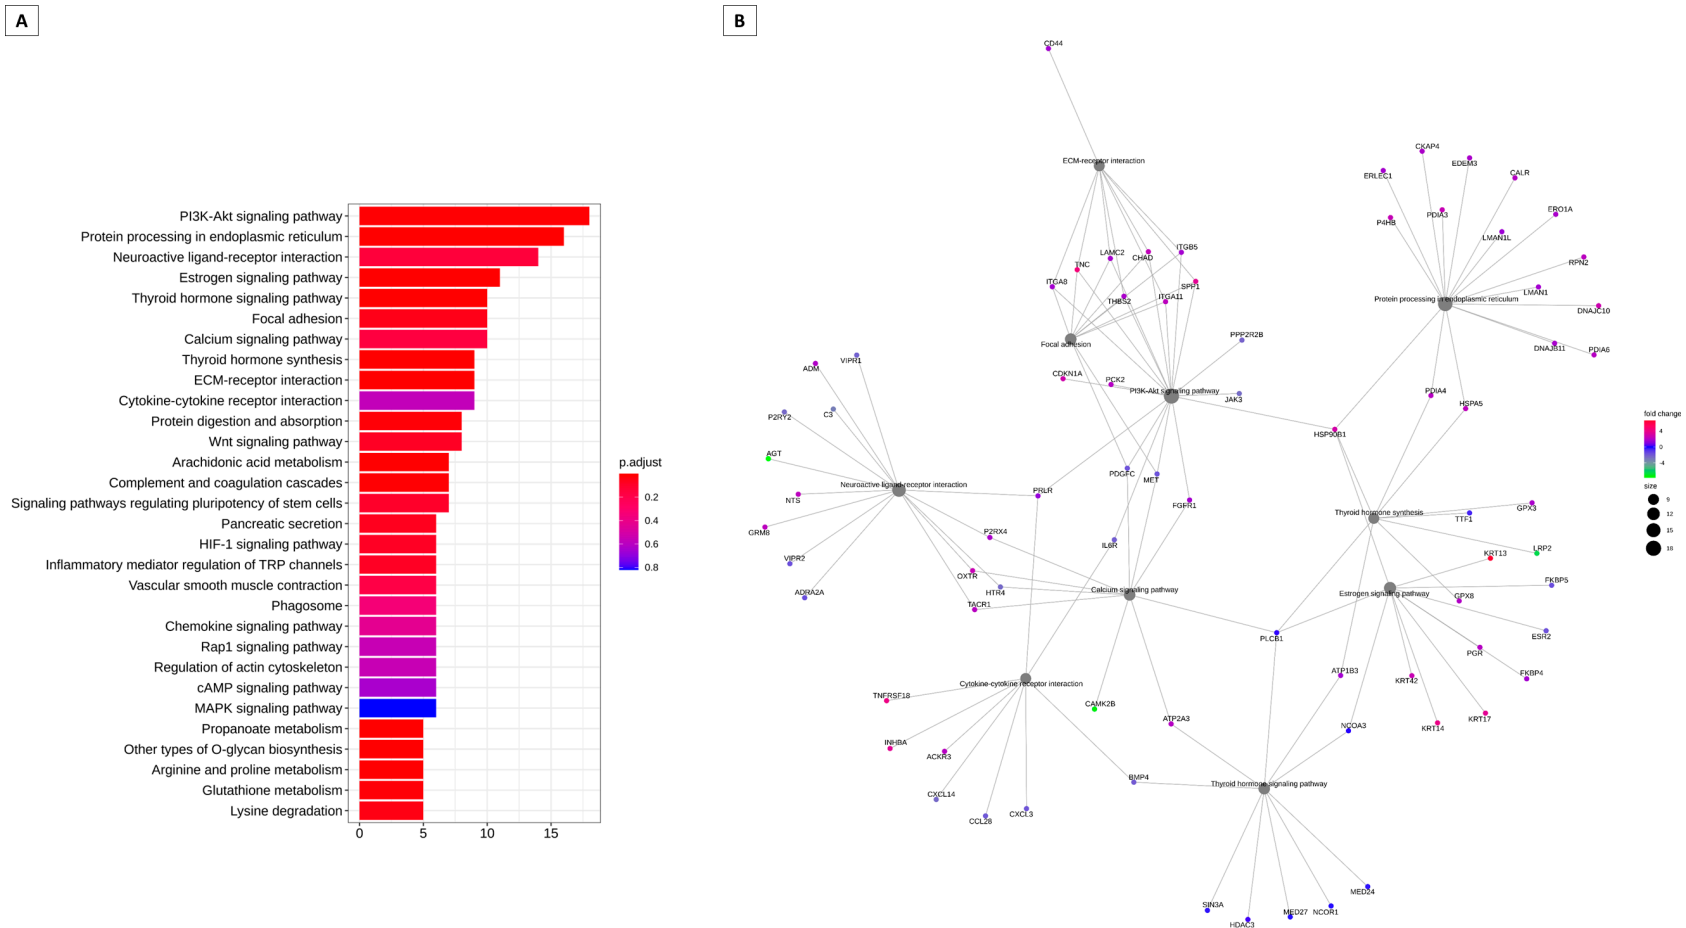 A
PI3K-Akt signaling pathway
Protein processing in endoplasmic reticulum
Neuroactive ligand-receptor interaction
Estrogen signaling pathway
Thyroid hormone signaling pathway
Focal adhesion
Calcium signaling pathway
Thyroid hormone synthesis
ECM-receptor interaction
Cytokine-cytokine receptor interaction
Protein digestion and absorption
Wnt signaling pathway
Arachidonic acid metabolism
Complement and coagulation cascades
Signaling pathways regulating pluripotency of stem cells
Pancreatic secretion
HIF-1 signaling pathway
Inflammatory mediator regulation of TRP channels
Vascular smooth muscle contraction
Phagosome
Chemokine signaling pathway
Rap1 signaling pathway
Regulation of actin cytoskeleton
cAMP signaling pathway
MAPK signaling pathway
Propanoate metabolism
Other types of O-glycan biosynthesis
Arginine and proline metabolism
Glutathione metabolism
Lysine degradation
0 5 10 15
p.adjust
0.2
0.4
0.6
0.8
B
CD44
ECM-receptor interaction
CKAP4
EDEM3
ERLEC1
CALR
P4HB
PDIA3
ERO1A
LMAN1L
RPN2
LMAN1
Protein processing in endoplasmic reticulum
DNAJC10
DNAJB11
PDIA6
ITGB5
LAMC2
CHAD
TNC
ITGA8
SPP1
THBS2
ITGA11
Focal adhesion
PPP2R2B
CDKN1A
PCK2
PI3K-Akt signaling pathway
JAK3
PDIA4
HSPA5
HSP90B1
VIPR1
ADM
P2RY2
C3
AGT
Neuroactive ligand-receptor interaction
NTS
GRM8
VIPR2
ADRA2A
PDGFC
MET
PRLR
FGFR1
P2RX4
IL6R
OXTR
HTR4
TACR1
Calcium signaling pathway
Thyroid hormone synthesis
GPX3
TTF1
LRP2
KRT13
Estrogen signaling pathway
FKBP5
GPX8
ESR2
PLCB1
PGR
FKBP4
ATP1B3
KRT42
KRT14
KRT17
NCOA3
Cytokine-cytokine receptor interaction
TNFRSF18
CAMK2B
ATP2A3
INHBA
ACKR3
CXCL14
CCL28
CXCL3
BMP4
Thyroid hormone signaling pathway
SIN3A
HDAC3
MED27
NCOR1
MED24
fold change
4
0
-4
size
9
12
15
18